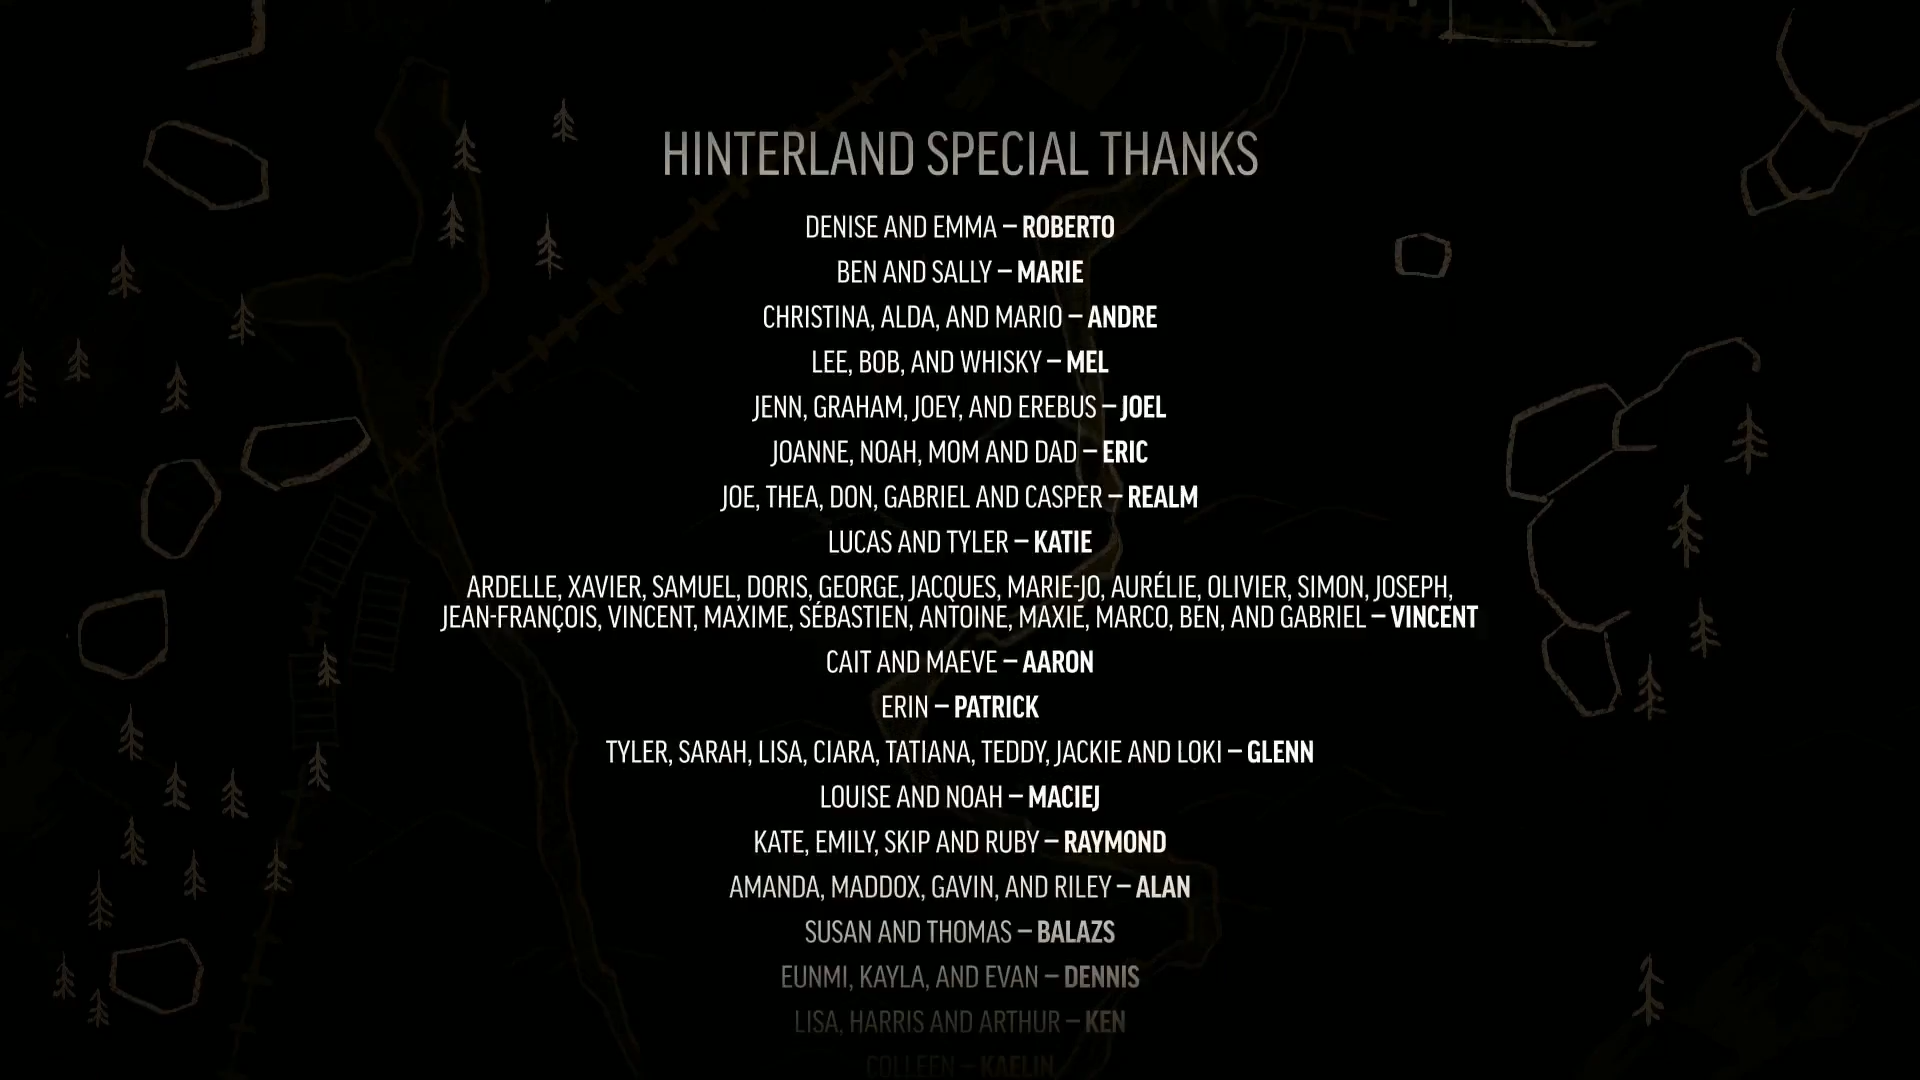 HINTERLAND SPECIAL THANKS
DENISE AND EMMA – ROBERTO
BEN AND SALLY – MARIE
CHRISTINA, ALDA, AND MARIO – ANDRE
LEE, BOB, AND WHISKY – MEL
JENN, GRAHAM, JOEY, AND EREBUS – JOEL
JOANNE, NOAH, MOM AND DAD – ERIC
JOE, THEA, DON, GABRIEL AND CASPER – REALM
LUCAS AND TYLER – KATIE
ARDELLE, XAVIER, SAMUEL, DORIS, GEORGE, JACQUES, MARIE-JO, AURÉLIE, OLIVIER, SIMON, JOSEPH,
JEAN-FRANÇOIS, VINCENT, MAXIME, SÉBASTIEN, ANTOINE, MAXIE, MARCO, BEN, AND GABRIEL – VINCENT
CAIT AND MAEVE – AARON
ERIN – PATRICK
TYLER, SARAH, LISA, CIARA, TATIANA, TEDDY, JACKIE AND LOKI – GLENN
LOUISE AND NOAH – MACIEJ
KATE, EMILY, SKIP AND RUBY – RAYMOND
AMANDA, MADDOX, GAVIN, AND RILEY – ALAN
SUSAN AND THOMAS – BALAZS
EUNMI, KAYLA, AND EVAN – DENNIS
LISA, HARRIS AND ARTHUR – KEN
COLLEEN – KAELIN